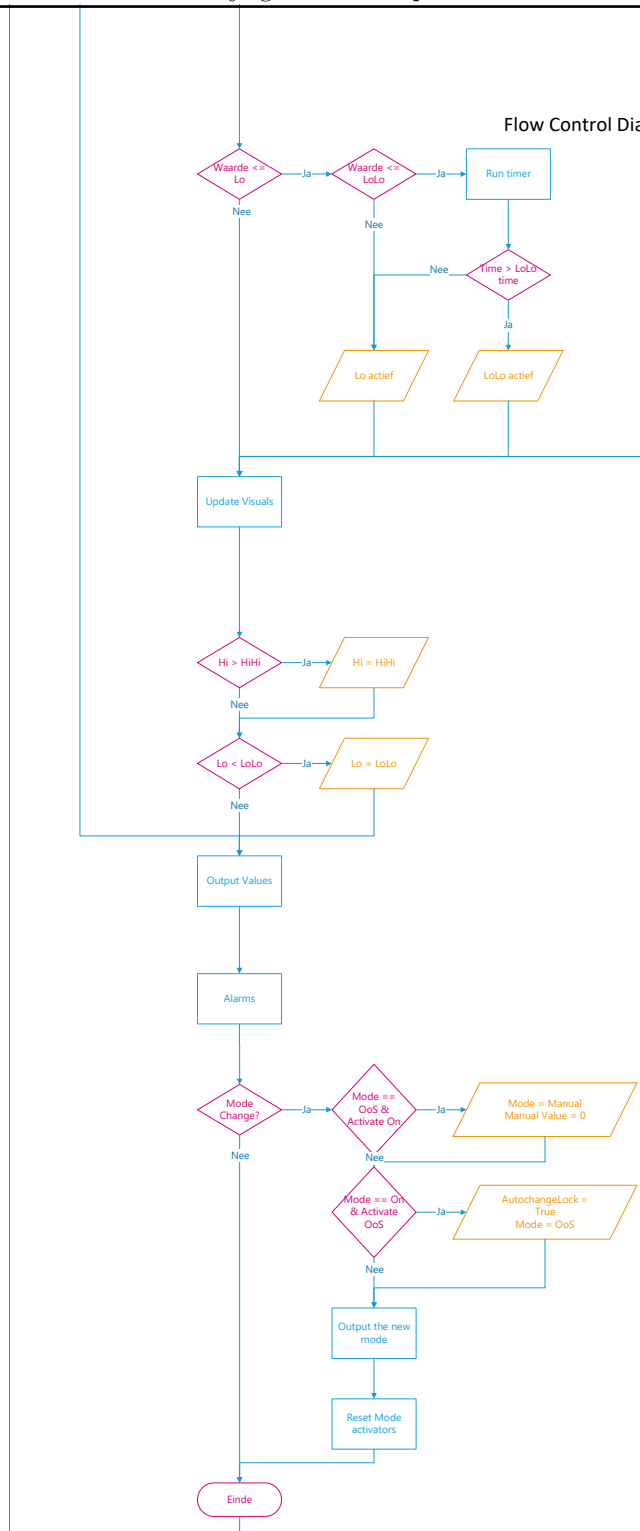 Flow Control Dia
Waarde <=
Lo
Ja
Waarde <=
LoLo
Ja
Run timer
Nee
Nee
Nee
Time > LoLo
time
Ja
Lo actief
LoLo actief
Update Visuals
Hi > HiHi
Ja
Hi = HiHi
Nee
Lo < LoLo
Ja
Lo = LoLo
Nee
Output Values
Alarms
Mode
Change?
Ja
Mode ==
OoS &
Activate On
Ja
Mode = Manual
Manual Value = 0
Nee
Nee
Mode == On
& Activate
OoS
Ja
AutochangeLock =
True
Mode = OoS
Nee
Output the new
mode
Reset Mode
activators
Einde